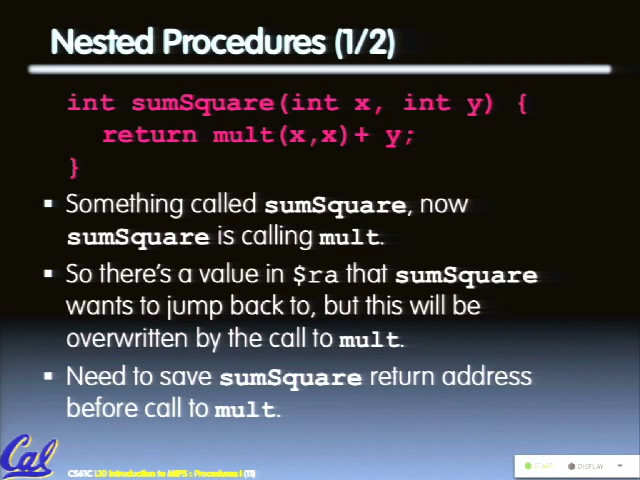 Nested Procedures (1/2)
int sumSquare(int x, int y) {
return mult(x,x)+ y;
}
Something called sumSquare, now
sumSquare is calling mult.
So there's a value in $ra that sumSquare
wants to jump back to, but this will be
overwritten by the call to mult.
Need to save sumSquare return address
before call to mult.
Cal
CS61C L10 Introduction to MIPS : Procedures I (11)
START
DISPLAY